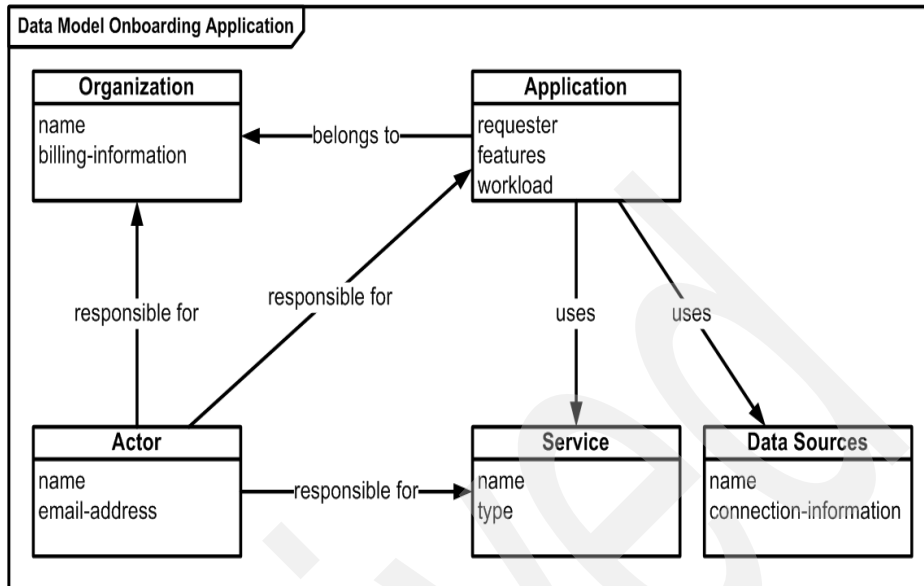 Data Model Onboarding Application
Organization
name
billing-information
belongs to
Application
requester
features
workload
responsible for
responsible for
uses
uses
Actor
name
email-address
responsible for
Service
name
type
Data Sources
name
connection-information